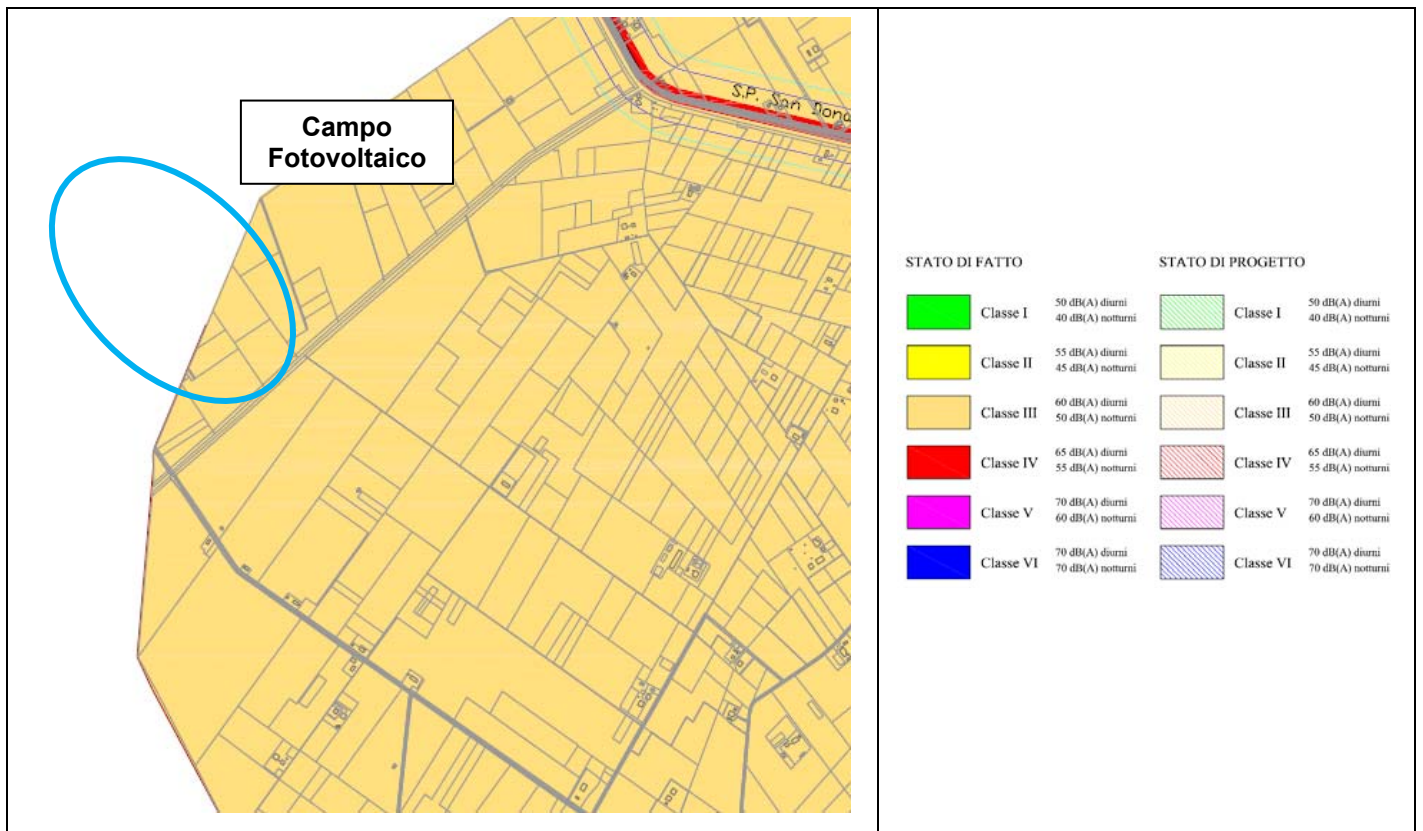 Campo
Fotovoltaico
S.P. San Dona
STATO DI FATTO
Classe I
50 dB(A) diurni
40 dB(A) notturni
Classe II
55 dB(A) diurni
45 dB(A) notturni
Classe III
60 dB(A) diurni
50 dB(A) notturni
Classe IV
65 dB(A) diurni
55 dB(A) notturni
Classe V
70 dB(A) diurni
60 dB(A) notturni
Classe VI
70 dB(A) diurni
70 dB(A) notturni
STATO DI PROGETTO
Classe I
50 dB(A) diurni
40 dB(A) notturni
Classe II
55 dB(A) diurni
45 dB(A) notturni
Classe III
60 dB(A) diurni
50 dB(A) notturni
Classe IV
65 dB(A) diurni
55 dB(A) notturni
Classe V
70 dB(A) diurni
60 dB(A) notturni
Classe VI
70 dB(A) diurni
70 dB(A) notturni